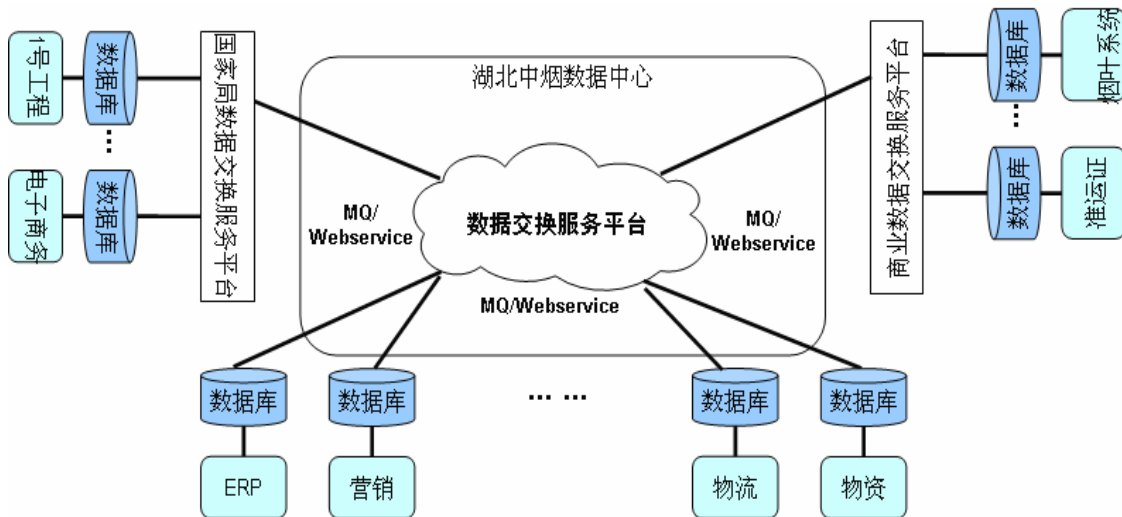 湖北中烟数据中心
1号工程
数据库
...
电子商务
数据库
国家局数据交换服务平台
MQ/
Webservice
数据交换服务平台
MQ/
Webservice
MQ/Webservice
商业数据交换服务平台
数据库
烟叶系统
...
数据库
准运证
数据库
数据库
... ...
数据库
数据库
ERP
营销
物流
物资